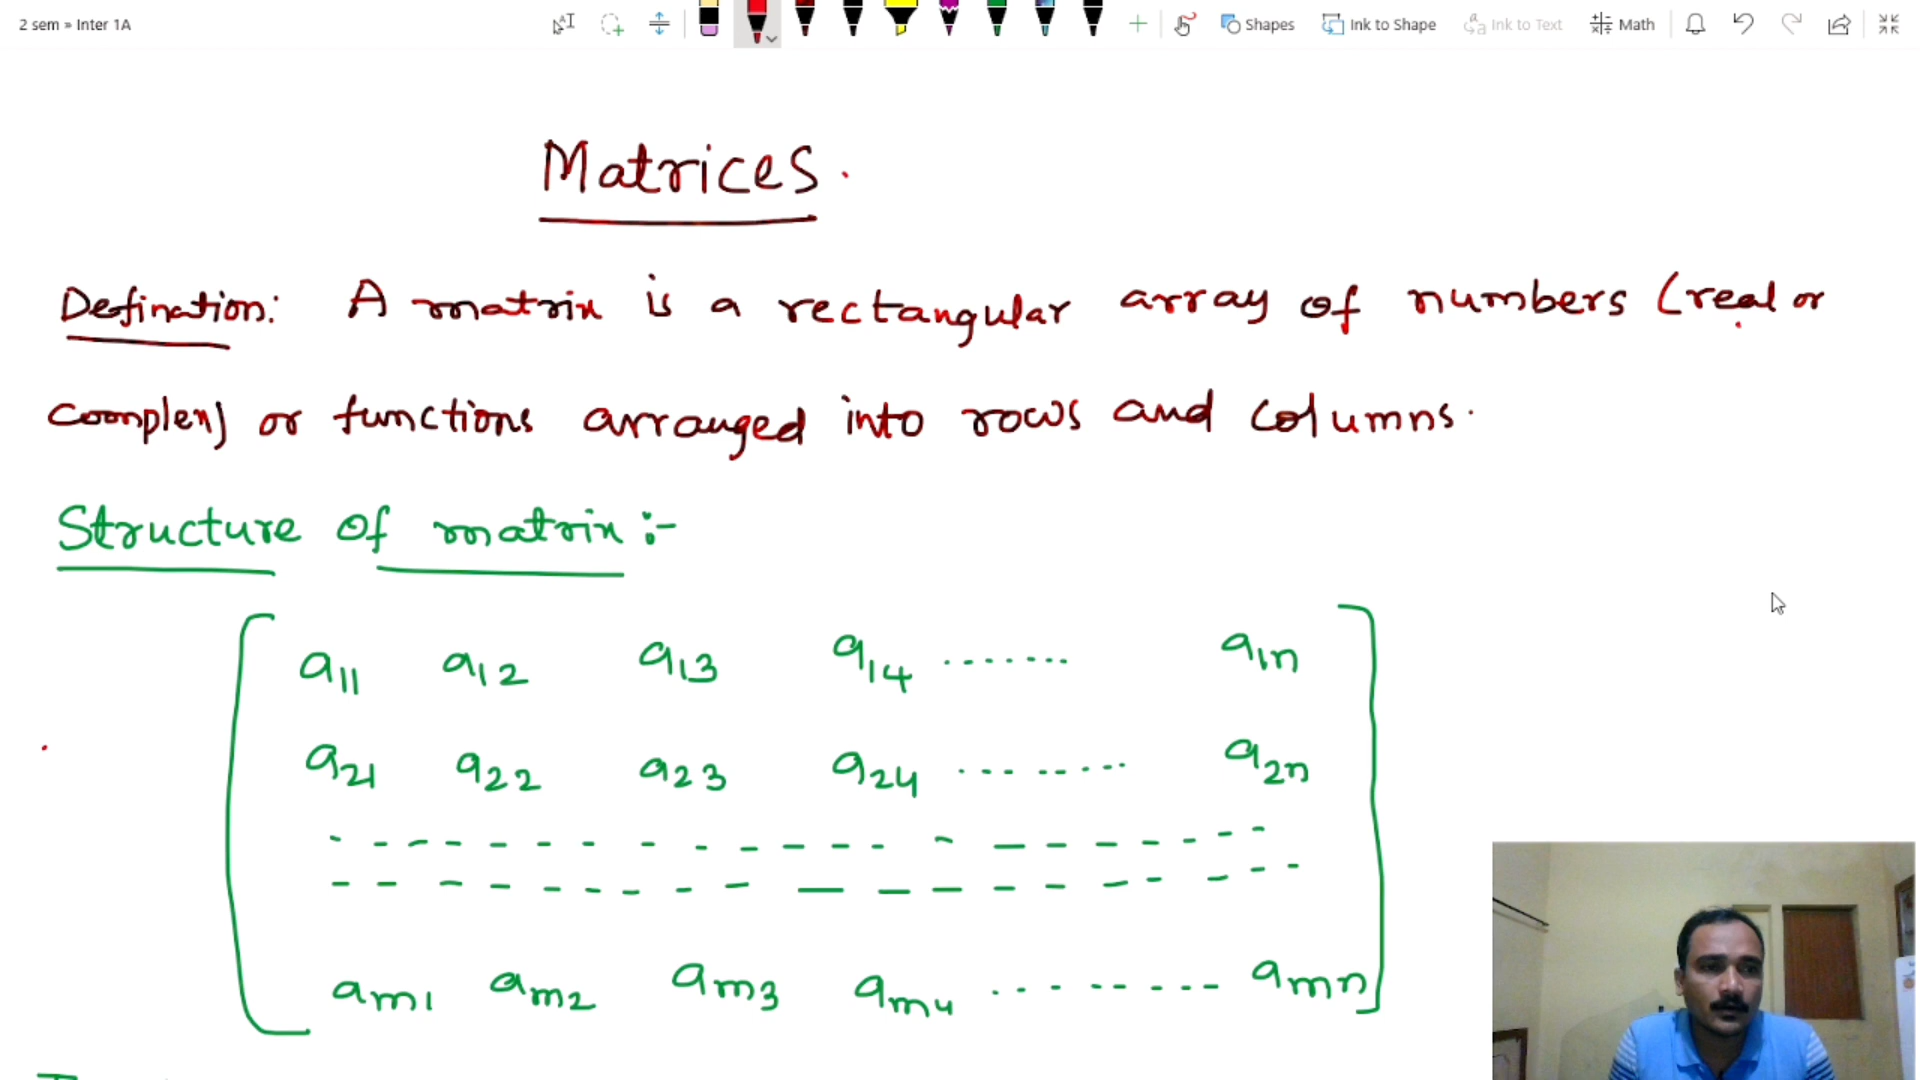 2 sem » Inter 1A
Shapes Ink to Shape Ink to Text Math
Matrices.
Defination: A matrix is a rectangular array of numbers (real or
complex) or functions arranged into rows and columns.
Structure of matrix :-
a11 a12 a13 a14 ....... a1n
a21 a22 a23 a24 ......... a2n
- - - - - - - - - - - - - - - - - - - -
- - - - - - - - - - - - - - - - - - -
am1 am2 am3 am4 ......... amn